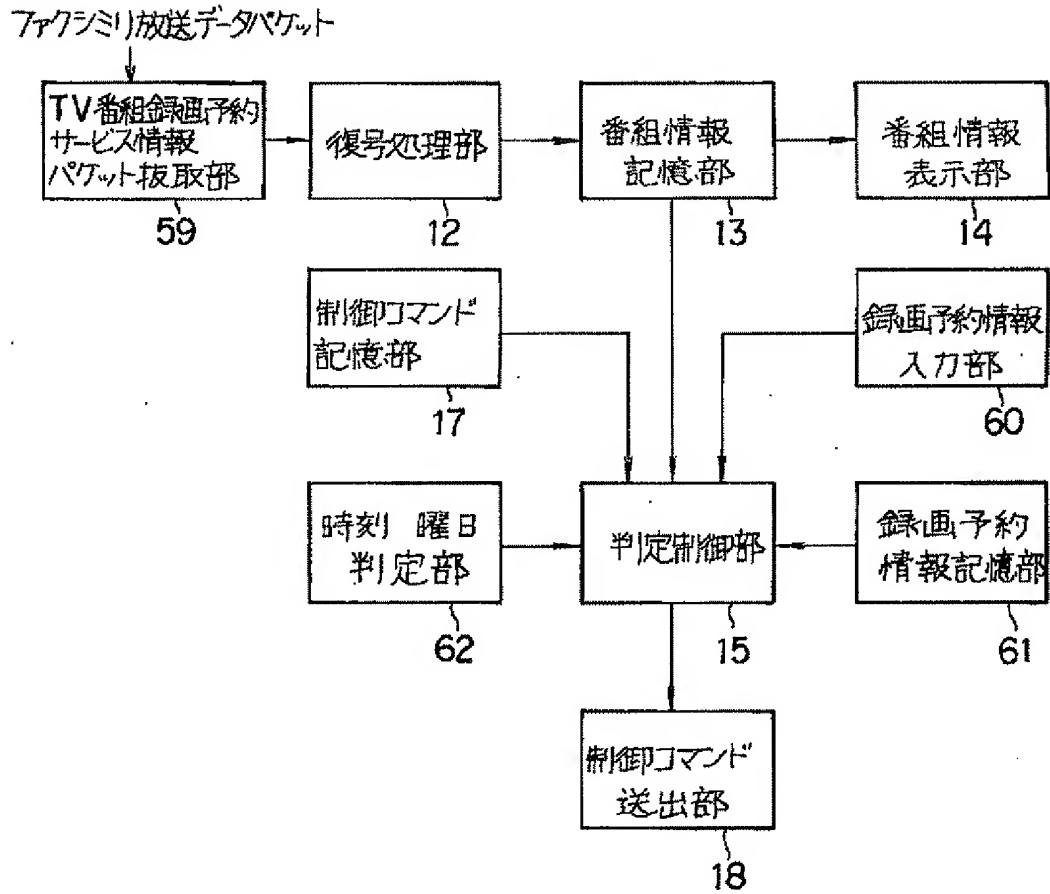 ファクシミリ放送データパケット
TV番組録画予約
サービス情報
パケット抜取部
59
復号処理部
12
番組情報
記憶部
13
番組情報
表示部
14
制御コマンド
記憶部
17
録画予約情報
入力部
60
時刻 曜日
判定部
62
判定制御部
15
録画予約
情報記憶部
61
制御コマンド
送出部
18